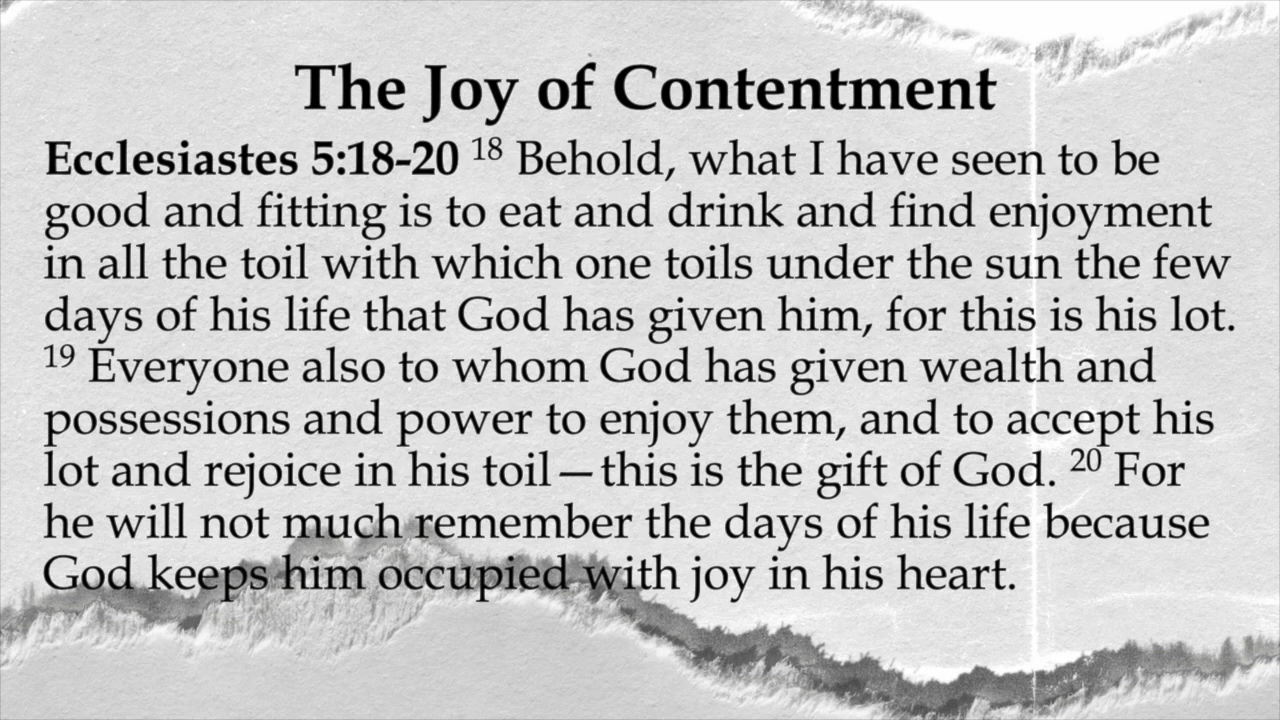 The Joy of Contentment
Ecclesiastes 5:18-20 18 Behold, what I have seen to be
good and fitting is to eat and drink and find enjoyment
in all the toil with which one toils under the sun the few
days of his life that God has given him, for this is his lot.
19 Everyone also to whom God has given wealth and
possessions and power to enjoy them, and to accept his
lot and rejoice in his toil—this is the gift of God. 20 For
he will not much remember the days of his life because
God keeps him occupied with joy in his heart.